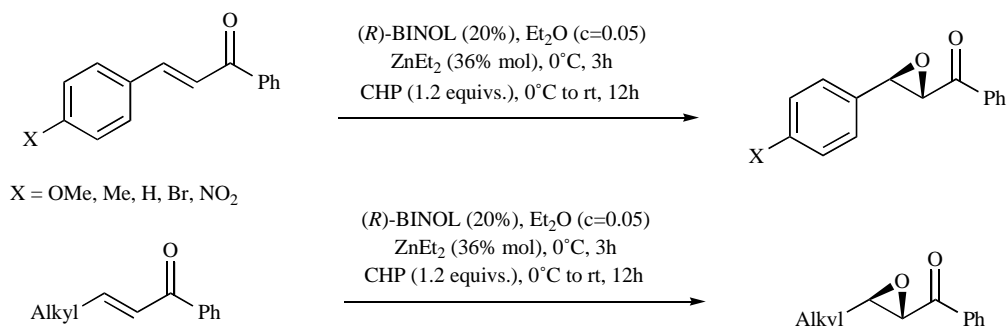 O
Ph
X
(R)-BINOL (20%), Et₂O (c=0.05)
ZnEt₂ (36% mol), 0˚C, 3h
CHP (1.2 equivs.), 0˚C to rt, 12h
O
O
Ph
X
X = OMe, Me, H, Br, NO₂
O
Alkyl
Ph
(R)-BINOL (20%), Et₂O (c=0.05)
ZnEt₂ (36% mol), 0˚C, 3h
CHP (1.2 equivs.), 0˚C to rt, 12h
O
O
Alkyl
Ph